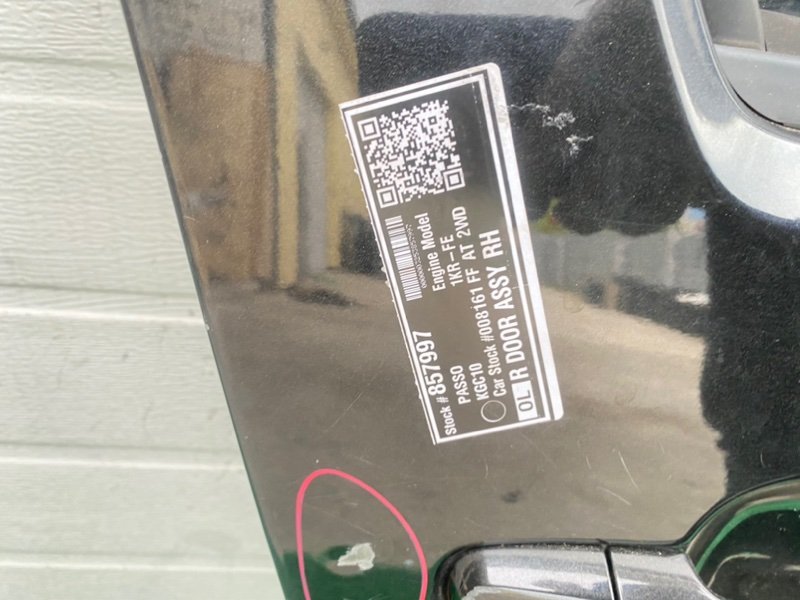 Stock # 857997
PASSO Engine Model
KGC10 1KR-FE
Car Stock #008161 FF AT 2WD
OL R DOOR ASSY RH